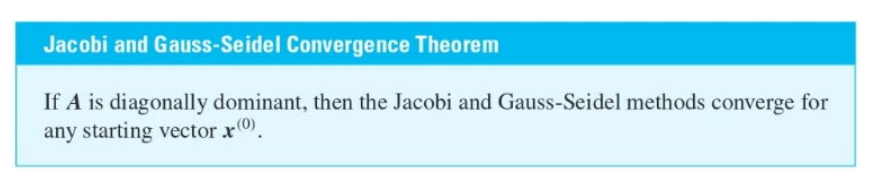 Jacobi and Gauss-Seidel Convergence Theorem
If A is diagonally dominant, then the Jacobi and Gauss-Seidel methods converge for
any starting vector x⁽⁰⁾.